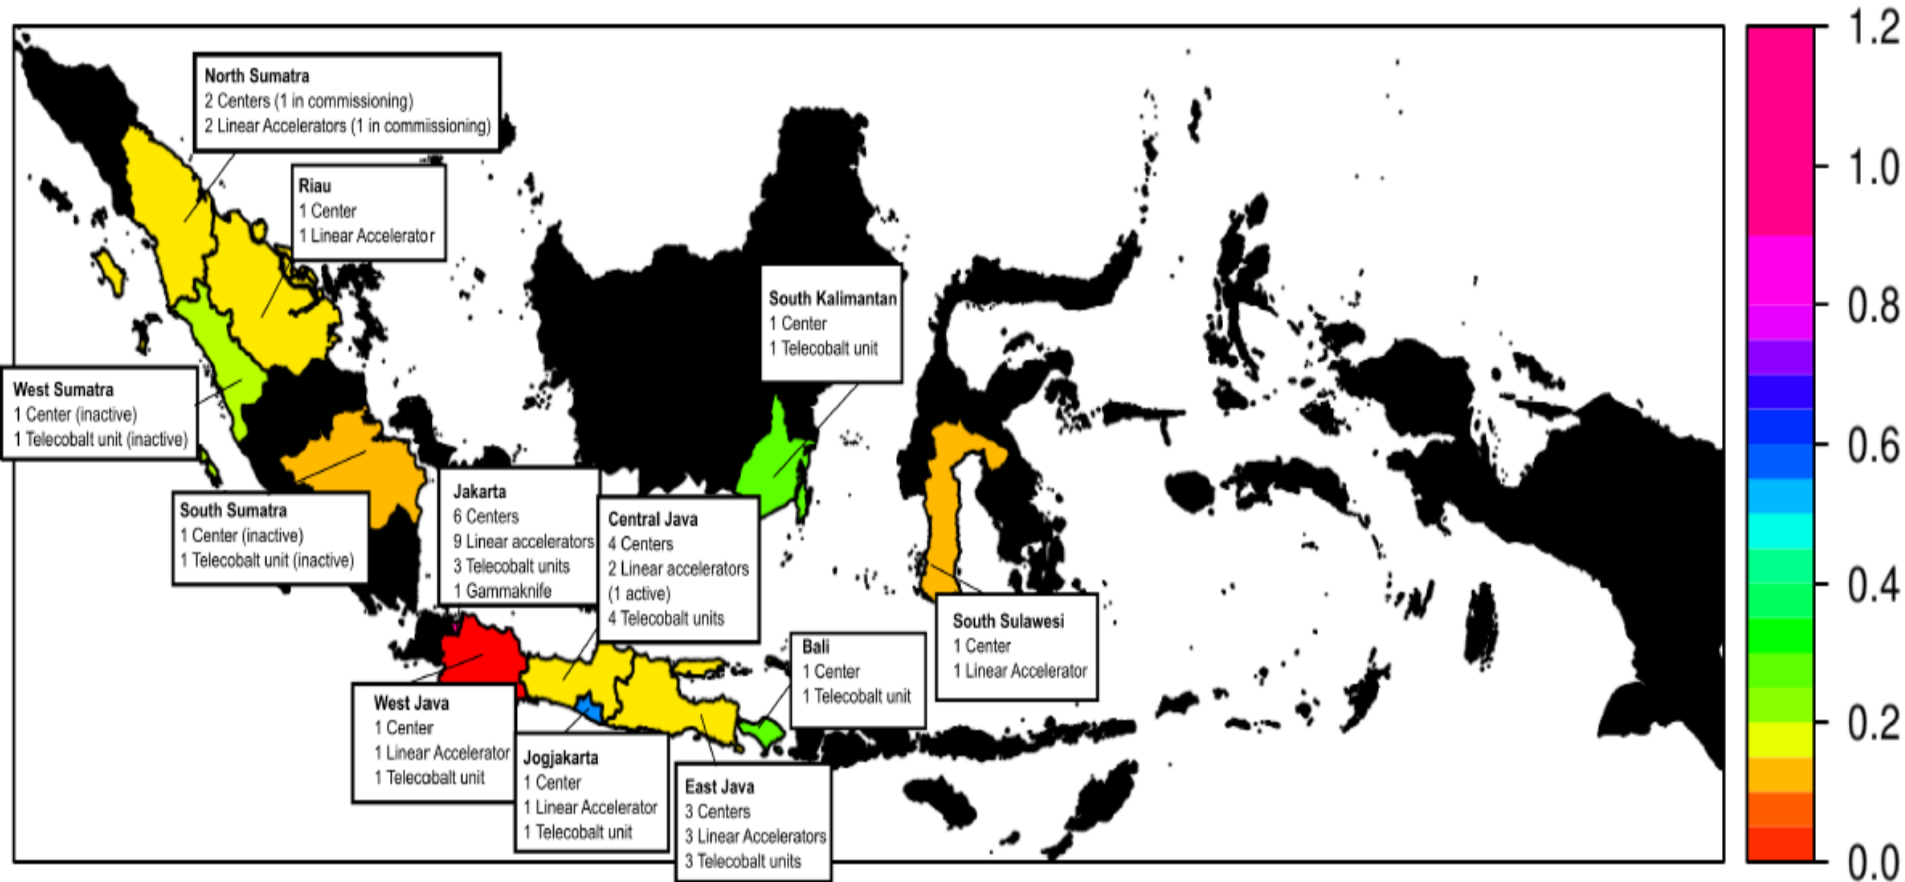 North Sumatra
2 Centers (1 in commissioning)
2 Linear Accelerators (1 in commiissioning)
Riau
1 Center
1 Linear Accelerator
West Sumatra
1 Center (inactive)
1 Telecobalt unit (inactive)
South Sumatra
1 Center (inactive)
1 Telecobalt unit (inactive)
Jakarta
6 Centers
9 Linear accelerators
3 Telecobalt units
1 Gammaknife
Central Java
4 Centers
2 Linear accelerators
(1 active)
4 Telecobalt units
South Kalimantan
1 Center
1 Telecobalt unit
South Sulawesi
1 Center
1 Linear Accelerator
Bali
1 Center
1 Telecobalt unit
West Java
1 Center
1 Linear Accelerator
1 Telecobalt unit
Jogjakarta
1 Center
1 Linear Accelerator
1 Telecobalt unit
East Java
3 Centers
3 Linear Accelerators
3 Telecobalt units
1.2
1.0
0.8
0.6
0.4
0.2
0.0